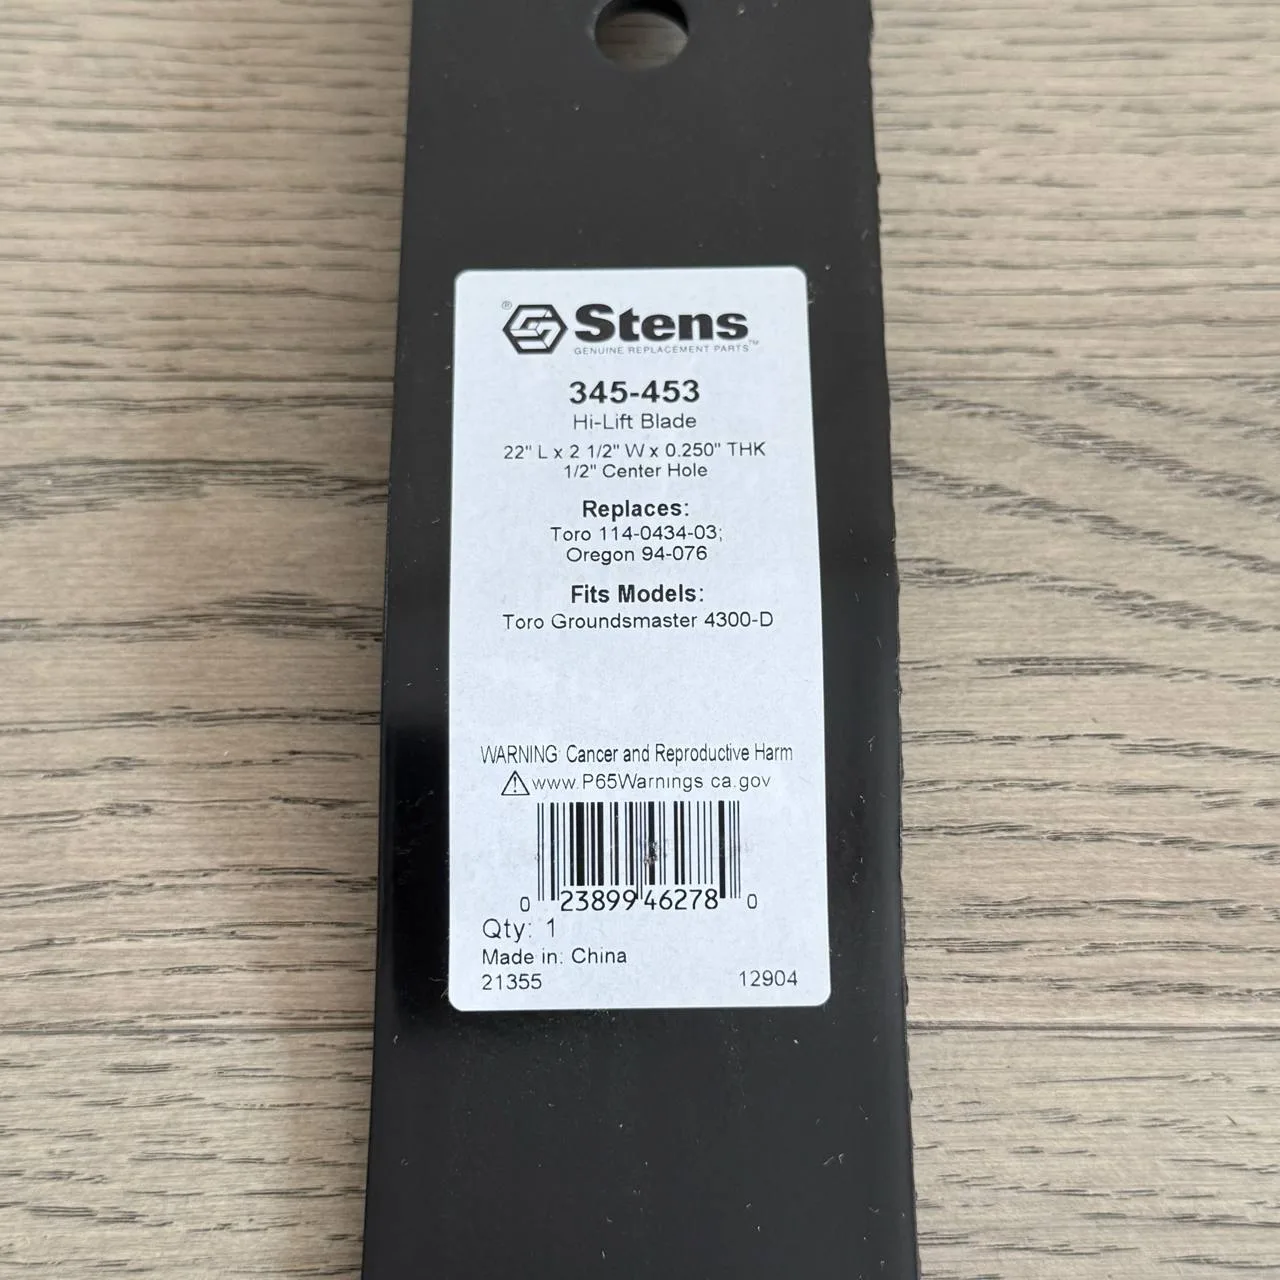 ® Stens
GENUINE REPLACEMENT PARTS™
345-453
Hi-Lift Blade
22" L x 2 1/2" W x 0.250" THK
1/2" Center Hole
Replaces:
Toro 114-0434-03;
Oregon 94-076
Fits Models:
Toro Groundsmaster 4300-D
WARNING: Cancer and Reproductive Harm
www.P65Warnings.ca.gov
0 23899 46278 0
Qty: 1
Made in: China
21355 12904